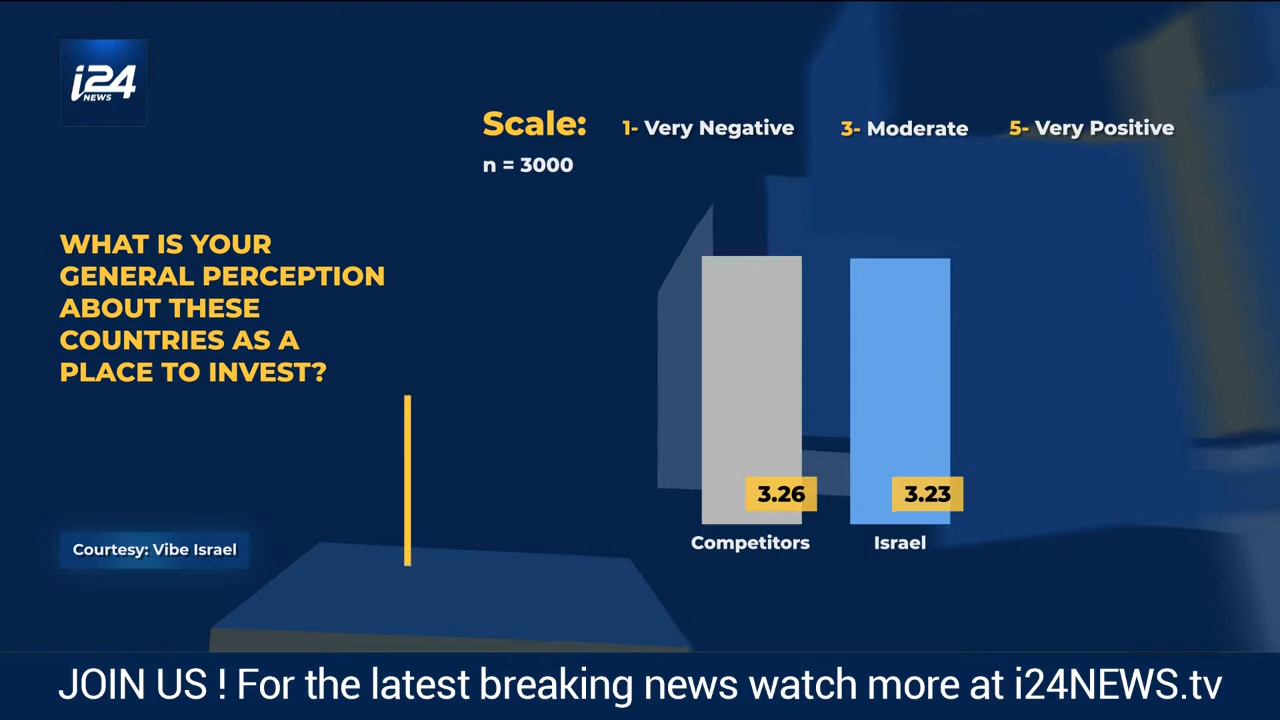 i24
NEWS
Scale: 1- Very Negative 3- Moderate 5- Very Positive
n = 3000
WHAT IS YOUR
GENERAL PERCEPTION
ABOUT THESE
COUNTRIES AS A
PLACE TO INVEST?
3.26 3.23
Competitors Israel
Courtesy: Vibe Israel
JOIN US ! For the latest breaking news watch more at i24NEWS.tv